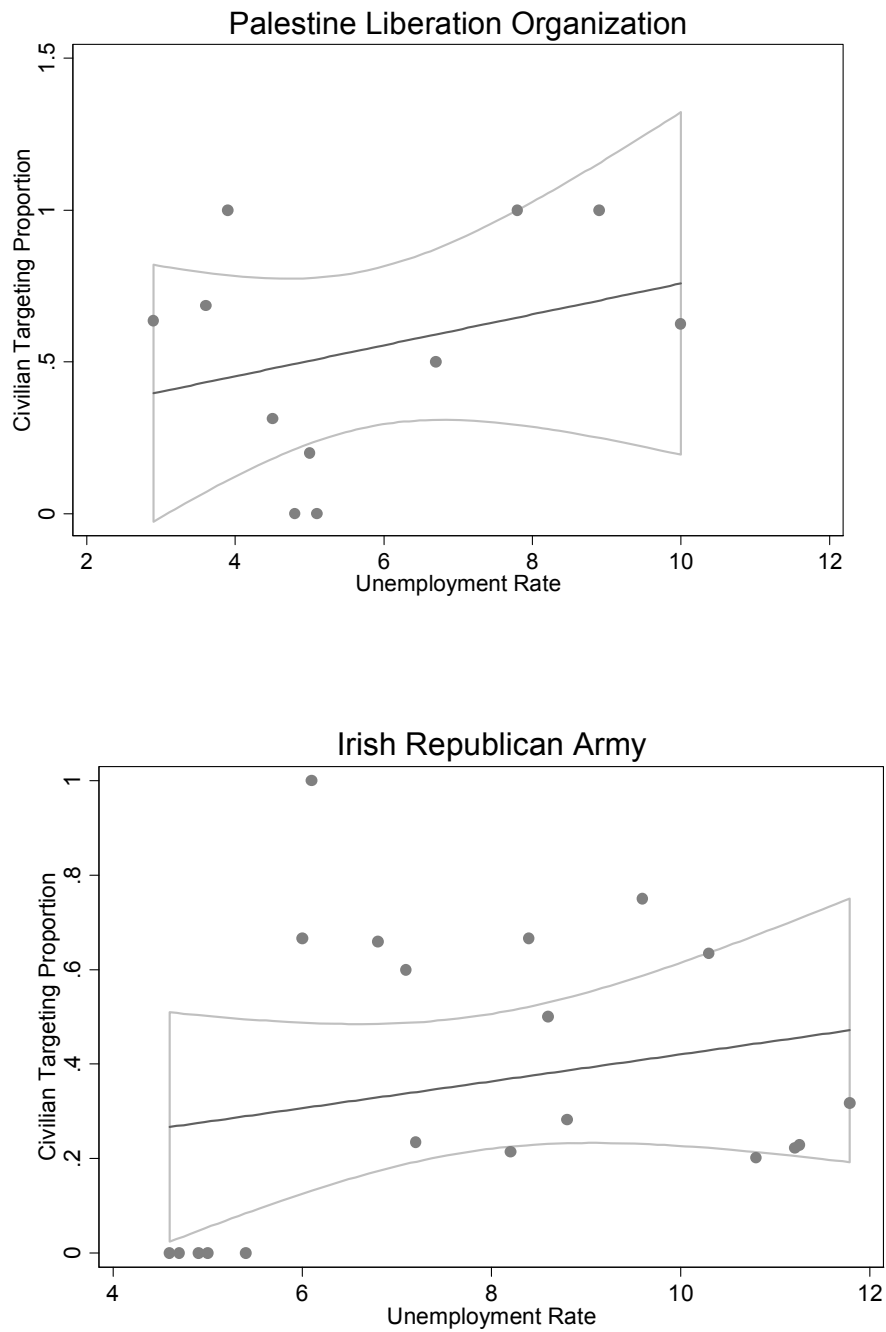 Palestine Liberation Organization
Civilian Targeting Proportion
1.5
1
.5
0
2 4 6 8 10 12
Unemployment Rate
Irish Republican Army
Civilian Targeting Proportion
1
.8
.6
.4
.2
0
4 6 8 10 12
Unemployment Rate